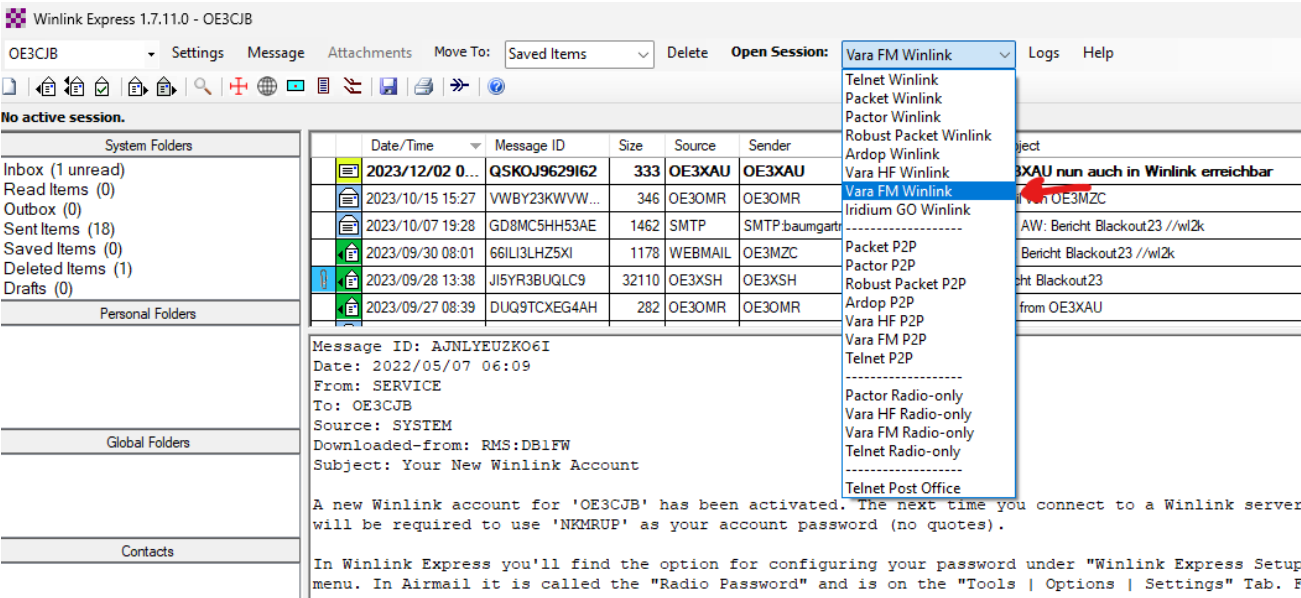 Winlink Express 1.7.11.0 - OE3CJB
OE3CJB Settings Message Attachments Move To: Saved Items Delete Open Session: Vara FM Winlink Logs Help
No active session.
System Folders
Inbox (1 unread)
Read Items (0)
Outbox (0)
Sent Items (18)
Saved Items (0)
Deleted Items (1)
Drafts (0)
Personal Folders
Global Folders
Contacts
Date/Time Message ID Size Source Sender
2023/12/02 0... QSKOJ9629I62 333 OE3XAU OE3XAU nun auch in Winlink erreichbar
2023/10/15 15:27 VWBY23KWVW... 346 OE3OMR OE3OMR OE3MZC
2023/10/07 19:28 GD8MC5HH53AE 1462 SMTP SMTP:baumgartn AW: Bericht Blackout23 //wl2k
2023/09/30 08:01 66ILI3LHZ5XI 1178 WEBMAIL OE3MZC Bericht Blackout23 //wl2k
2023/09/28 13:38 JI5YR3BUQLC9 32110 OE3XSH OE3XSH Blackout23
2023/09/27 08:39 DUQ9TCXEG4AH 282 OE3OMR OE3OMR from OE3XAU
Telnet Winlink
Packet Winlink
Pactor Winlink
Robust Packet Winlink
Ardop Winlink
Vara HF Winlink
Vara FM Winlink
Iridium GO Winlink
-------------------
Packet P2P
Pactor P2P
Robust Packet P2P
Ardop P2P
Vara HF P2P
Vara FM P2P
Telnet P2P
-------------------
Pactor Radio-only
Vara HF Radio-only
Vara FM Radio-only
Telnet Radio-only
-------------------
Telnet Post Office
Message ID: AJNLYEUZKO6I
Date: 2022/05/07 06:09
From: SERVICE
To: OE3CJB
Source: SYSTEM
Downloaded-from: RMS:DB1FW
Subject: Your New Winlink Account
A new Winlink account for 'OE3CJB' has been activated. The next time you connect to a Winlink server
will be required to use 'NKMRUP' as your account password (no quotes).
In Winlink Express you'll find the option for configuring your password under "Winlink Express Setup
menu. In Airmail it is called the "Radio Password" and is on the "Tools | Options | Settings" Tab.